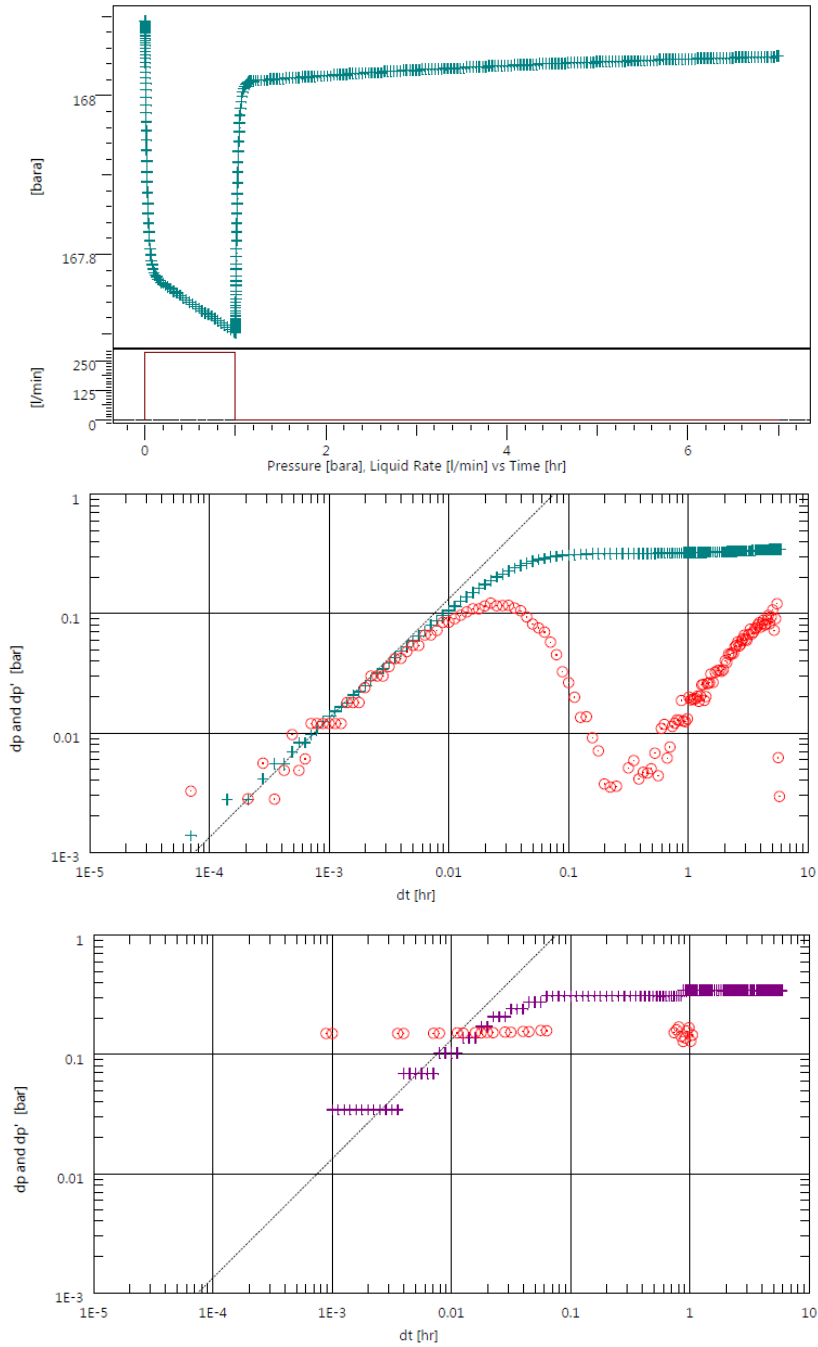 168
[bara]
167.8
250
[l/min]
125
0
0 2 4 6
Pressure [bara], Liquid Rate [l/min] vs Time [hr]
1
0.1
dp and dp' [bar]
0.01
1E-3
1E-5 1E-4 1E-3 0.01 0.1 1 10
dt [hr]
1
0.1
dp and dp' [bar]
0.01
1E-3
1E-5 1E-4 1E-3 0.01 0.1 1 10
dt [hr]